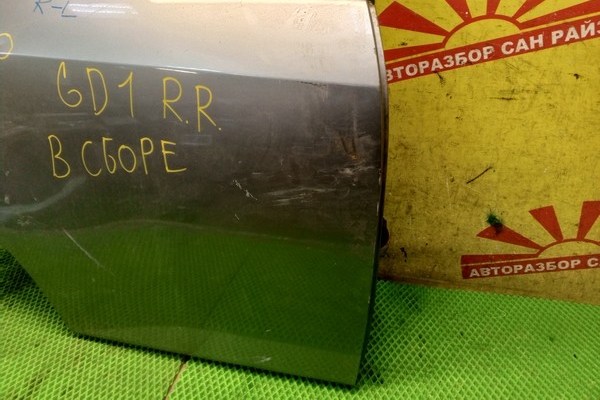 R-L
GD1 R.R.
В СБОРЕ
АВТОРАЗБОР САН РАЙЗ
АВТОРАЗБОР С